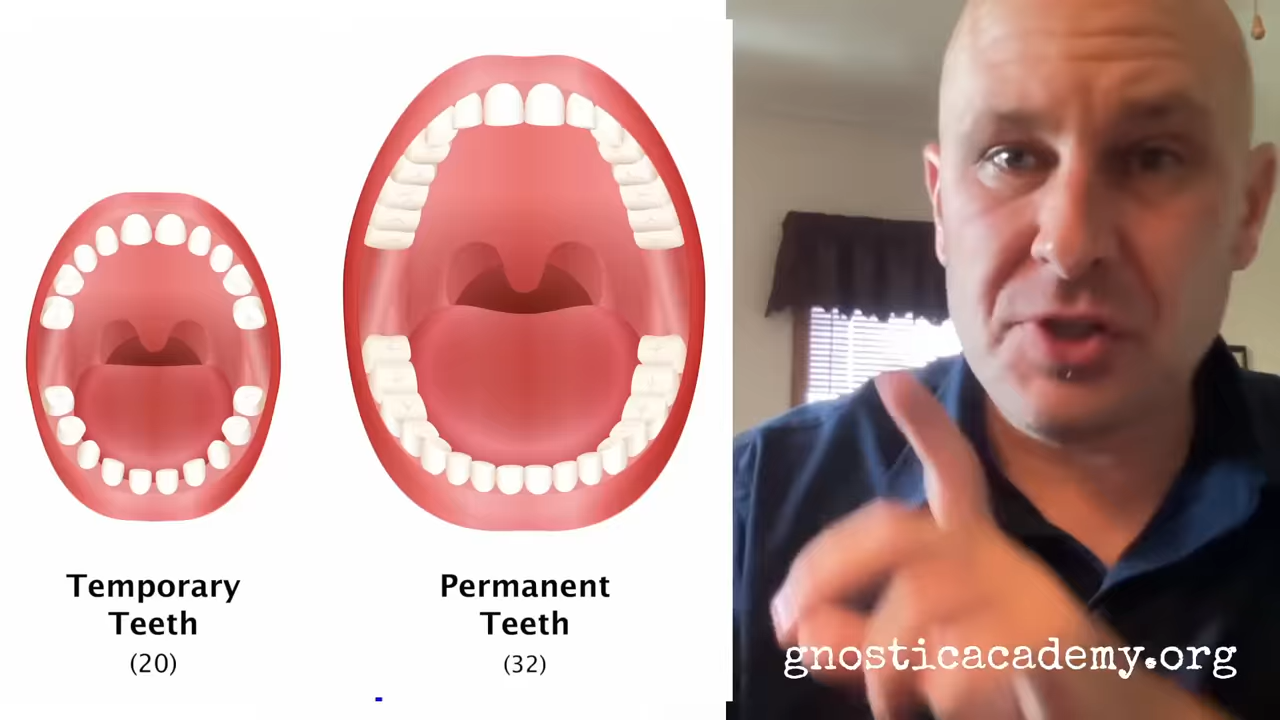 Temporary
Teeth
(20)
Permanent
Teeth
(32)
gnosticacademy.org